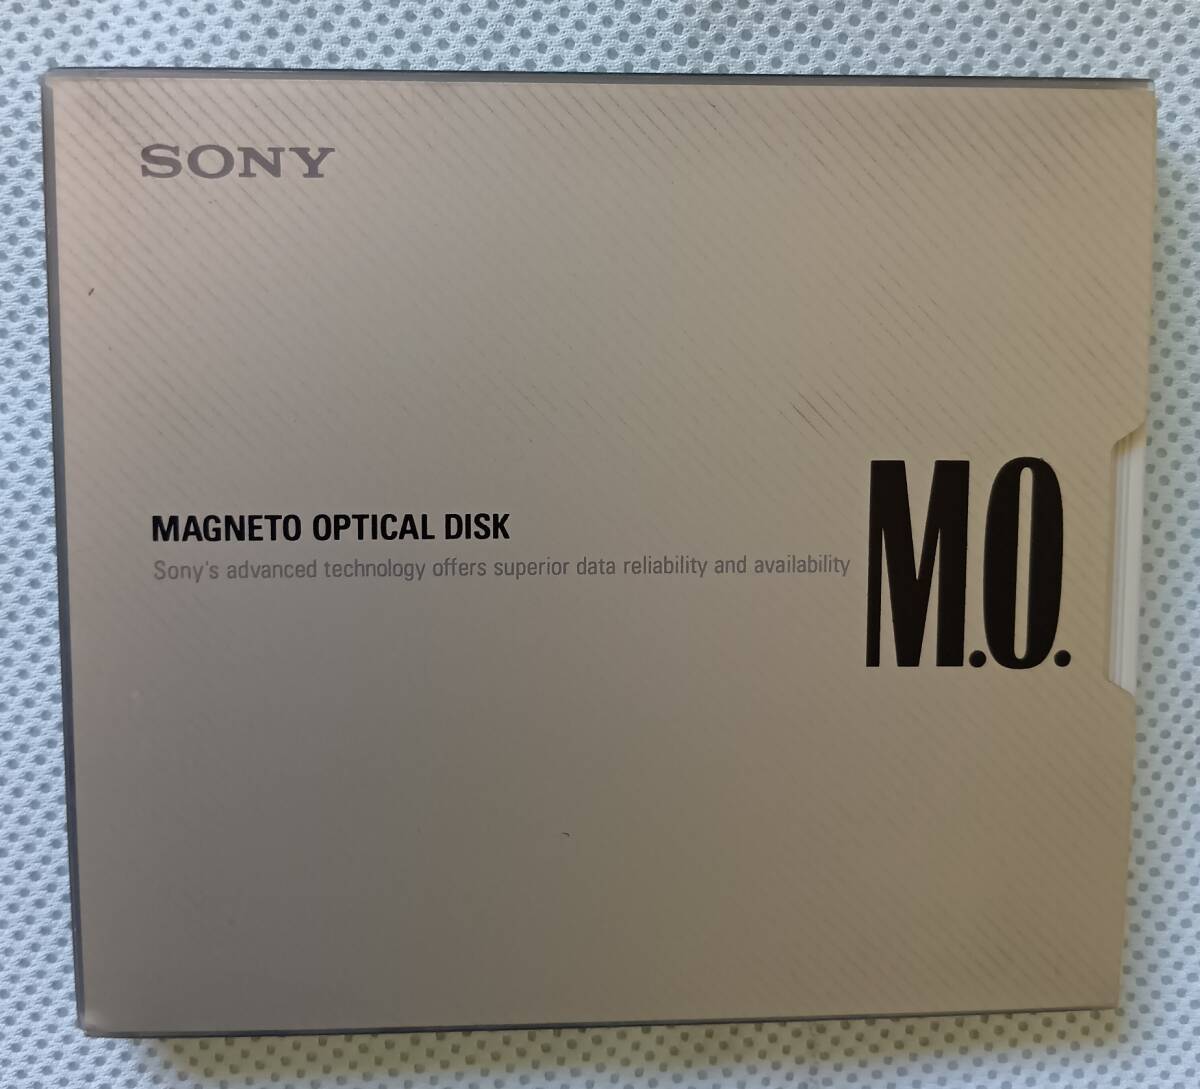 SONY
MAGNETO OPTICAL DISK
Sony's advanced technology offers superior data reliability and availability
M.O.